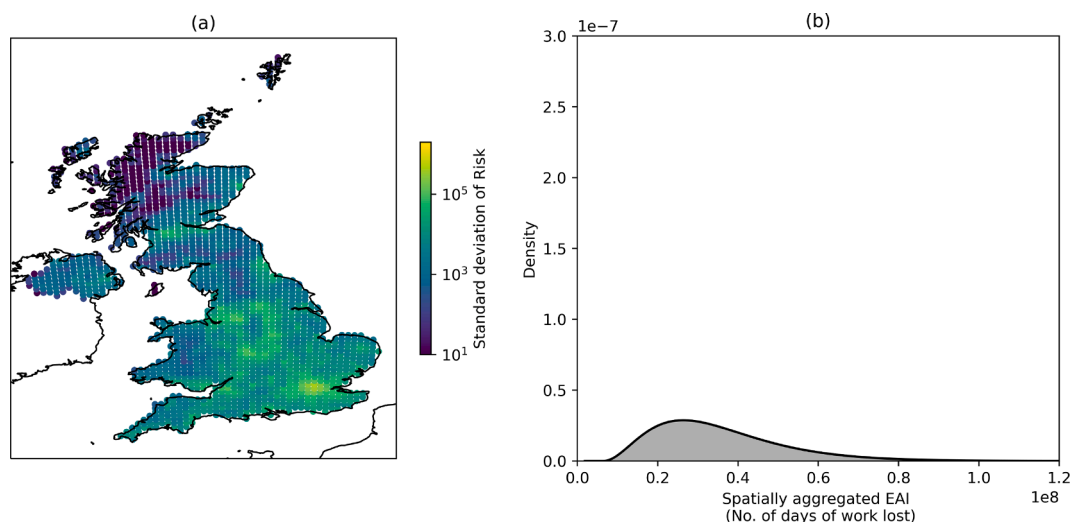 (a)
10^5
10^3
10^1
Standard deviation of Risk
(b)
1e−7
3.0
2.5
2.0
1.5
1.0
0.5
0.0
Density
0.0 0.2 0.4 0.6 0.8 1.0 1.2
1e8
Spatially aggregated EAI
(No. of days of work lost)